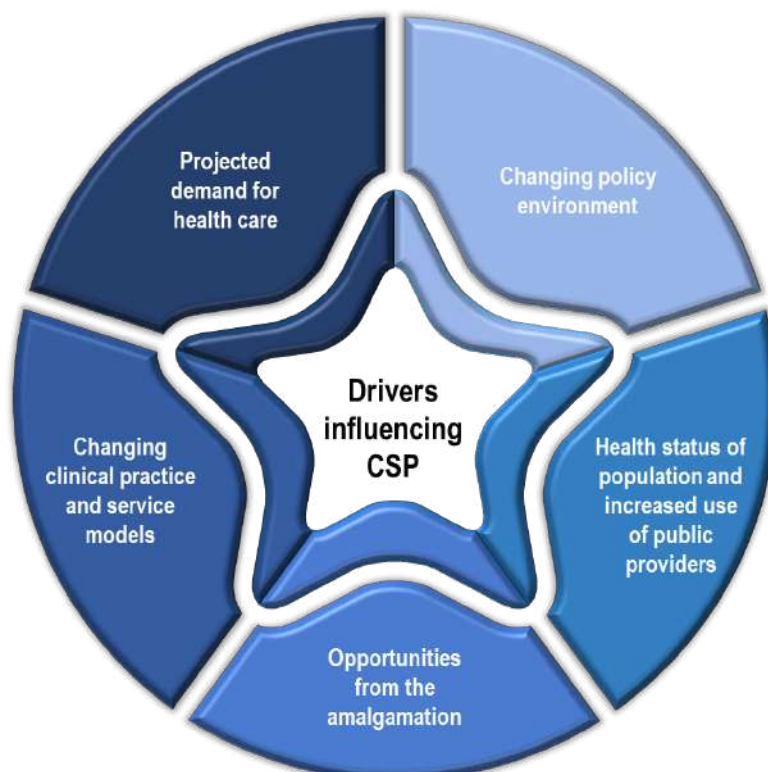 Projected
demand for
health care
Changing policy
environment
Drivers
influencing
CSP
Changing
clinical practice
and service
models
Health status of
population and
increased use
of public
providers
Opportunities
from the
amalgamation